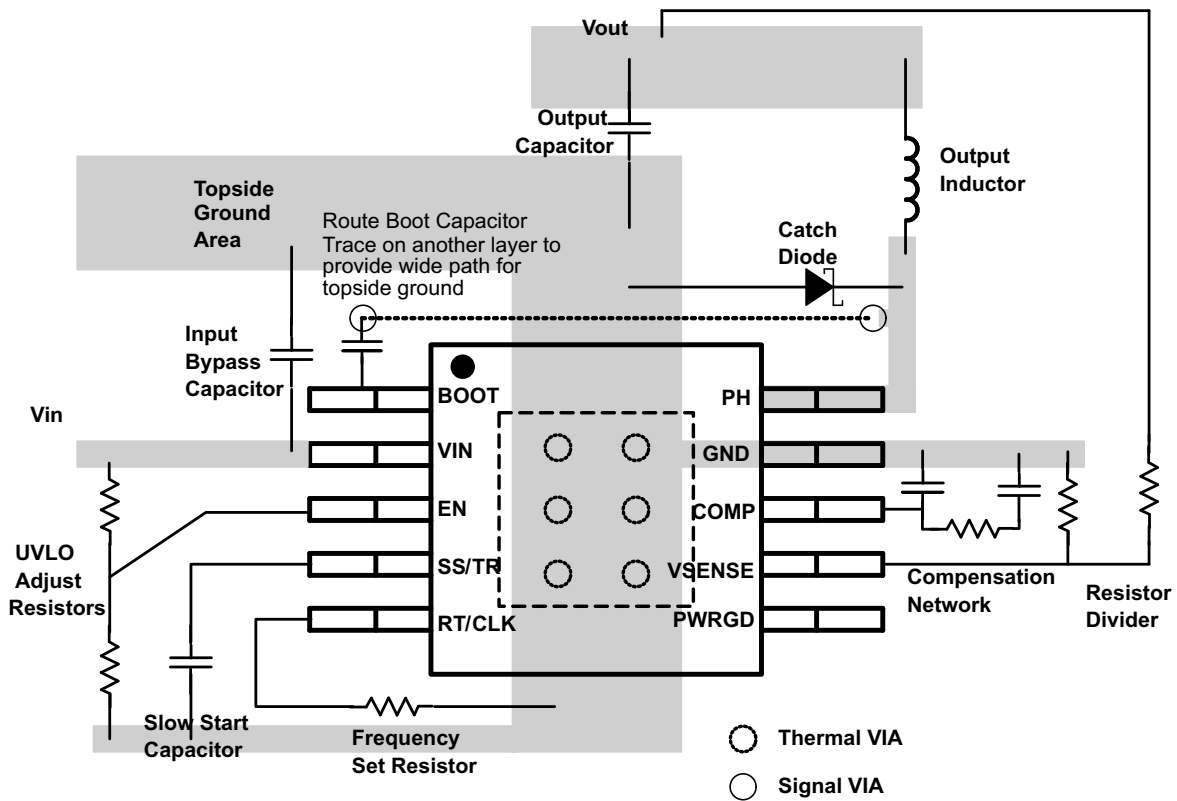 Vout
Output
Capacitor
Output
Inductor
Topside
Ground
Area
Route Boot Capacitor
Trace on another layer to
provide wide path for
topside ground
Catch
Diode
Input
Bypass
Capacitor
Vin
BOOT
VIN
EN
SS/TR
RT/CLK
PH
GND
COMP
VSENSE
PWRGD
UVLO
Adjust
Resistors
Compensation
Network
Resistor
Divider
Slow Start
Capacitor
Frequency
Set Resistor
Thermal VIA
Signal VIA